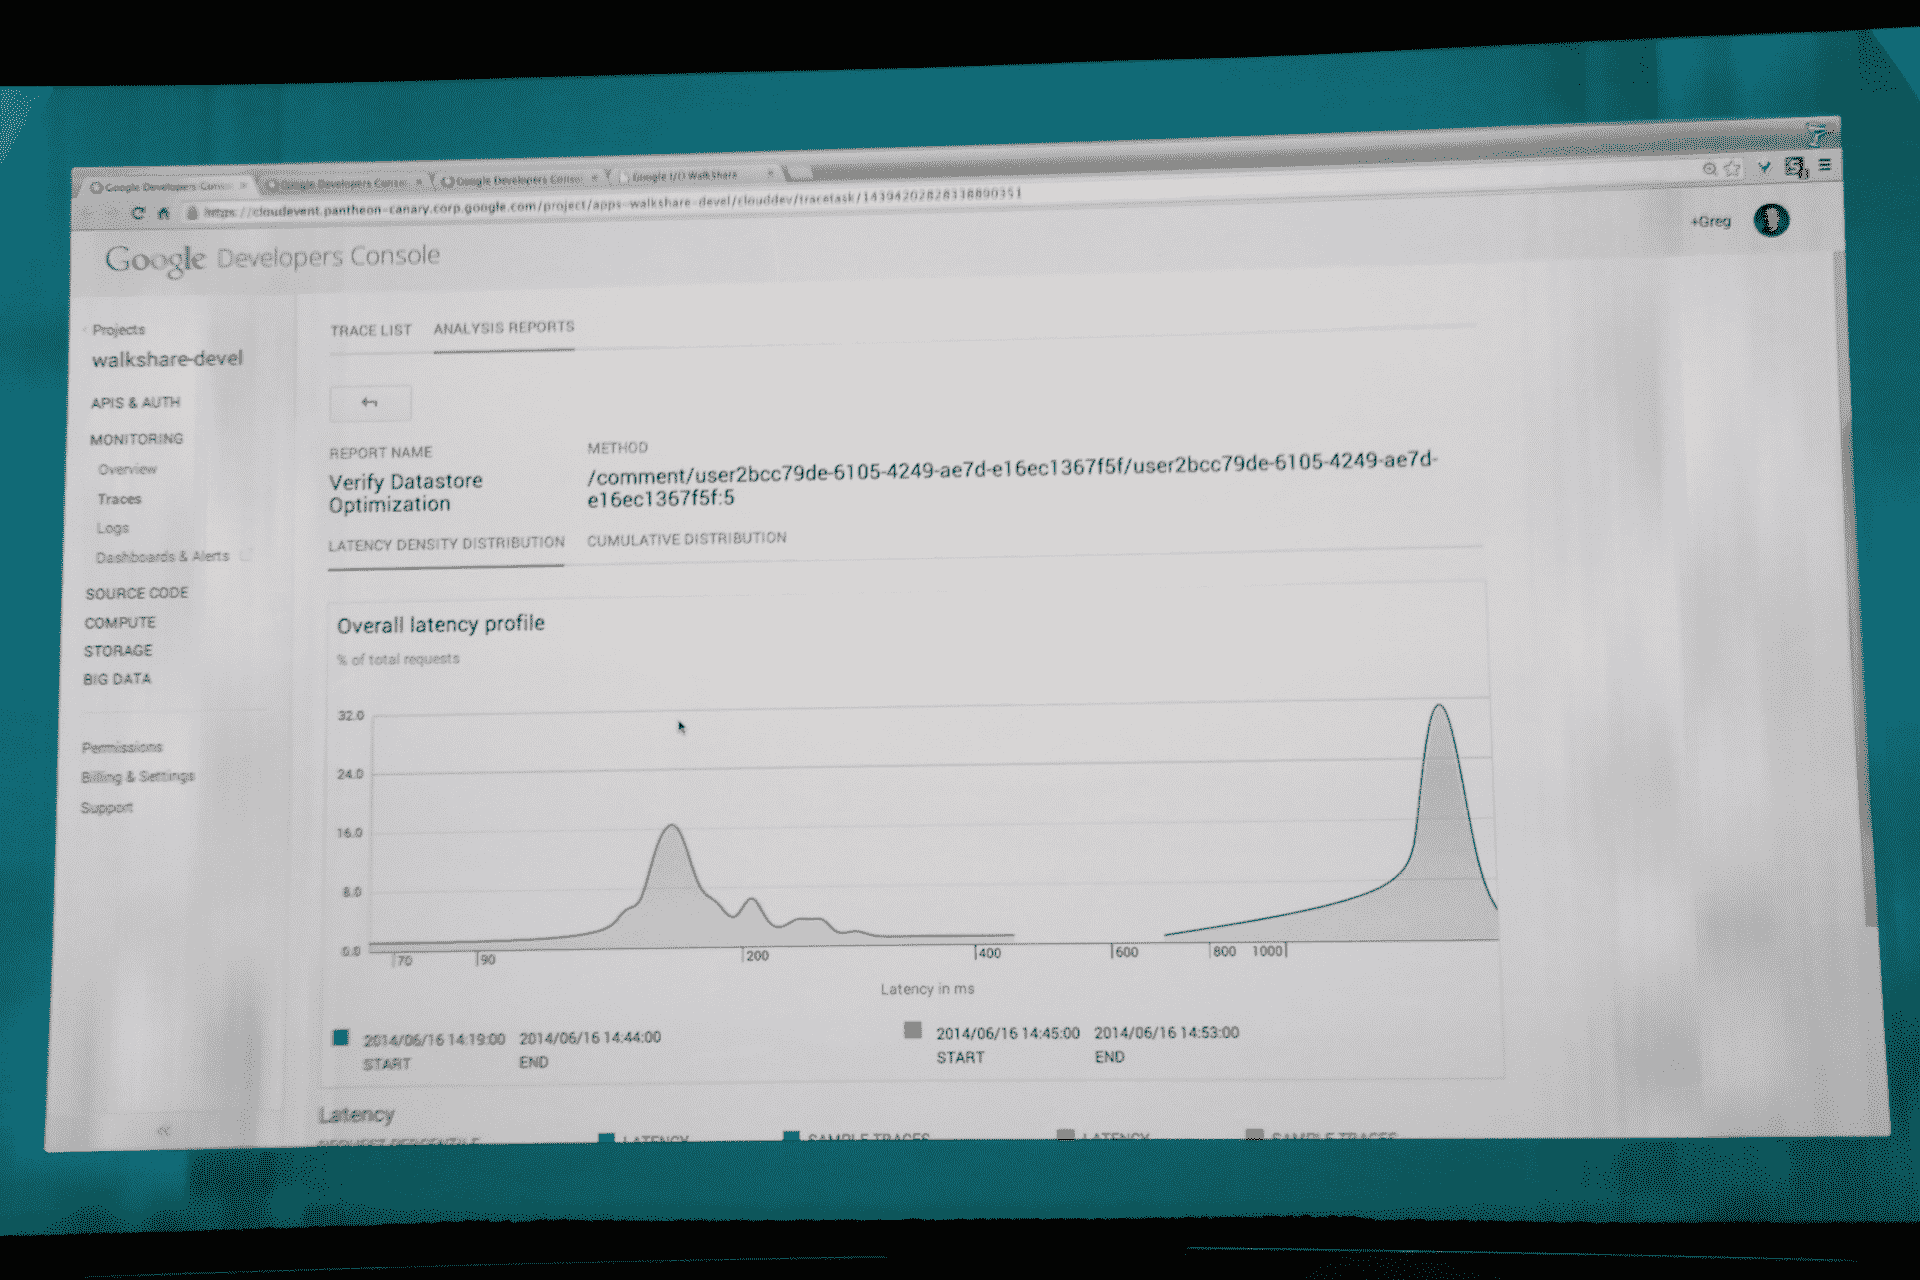 Google Developers Conso
Google Developers Conso
Google Developers Conso
Google I/O WalkShare
https://cloudevent.pantheon-canary.corp.google.com/project/apps-walkshare-devel/clouddev/tracetask/14394202828318890351
+Greg
Google Developers Console
Projects
walkshare-devel
APIS & AUTH
MONITORING
Overview
Traces
Logs
Dashboards & Alerts
SOURCE CODE
COMPUTE
STORAGE
BIG DATA
Permissions
Billing & Settings
Support
TRACE LIST ANALYSIS REPORTS
REPORT NAME
Verify Datastore
Optimization
METHOD
/comment/user2bcc79de-6105-4249-ae7d-e16ec1367f5f/user2bcc79de-6105-4249-ae7d-
e16ec1367f5f:5
LATENCY DENSITY DISTRIBUTION CUMULATIVE DISTRIBUTION
Overall latency profile
% of total requests
32.0
24.0
16.0
8.0
0.0
70 90 200 400 600 800 1000
Latency in ms
2014/06/16 14:19:00 2014/06/16 14:44:00
START END
2014/06/16 14:45:00 2014/06/16 14:53:00
START END
Latency
REQUEST PERCENTILE LATENCY SAMPLE TRACES LATENCY SAMPLE TRACES